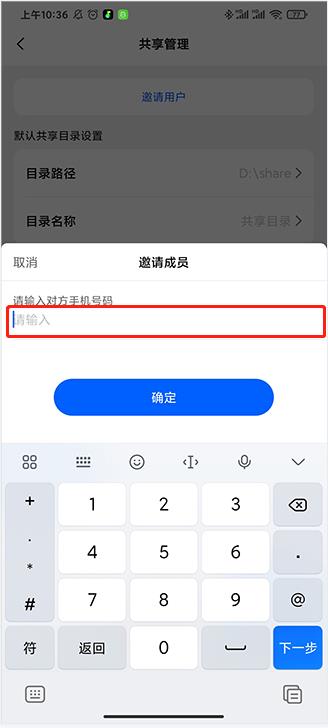 上午10:36
77
共享管理
邀请用户
默认共享目录设置
目录路径 D:\share
目录名称 共享目录
取消 邀请成员
请输入对方手机号码
请输入
确定
+ 1 2 3
. 4 5 6 .
* 7 8 9 @
#
符 返回 0 下一步